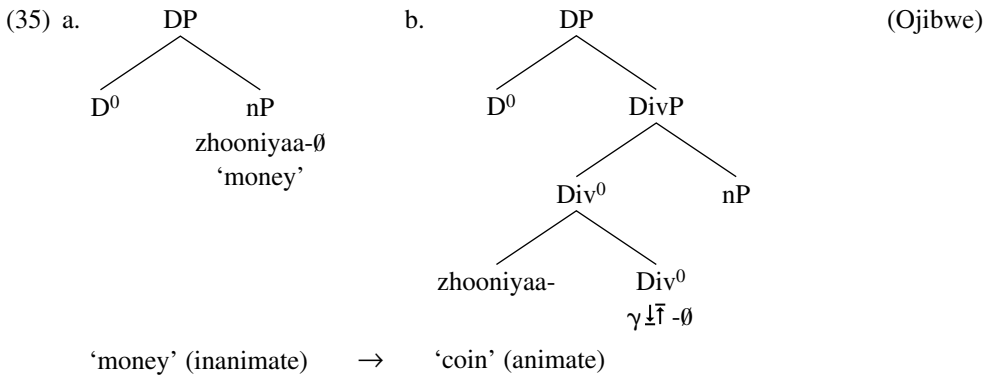 (35) a. DP b. DP (Ojibwe)
D⁰ nP D⁰ DivP
zhooniyaa-∅
‘money’
Div⁰ nP
zhooniyaa- Div⁰
γ -∅
‘money’ (inanimate) → ‘coin’ (animate)